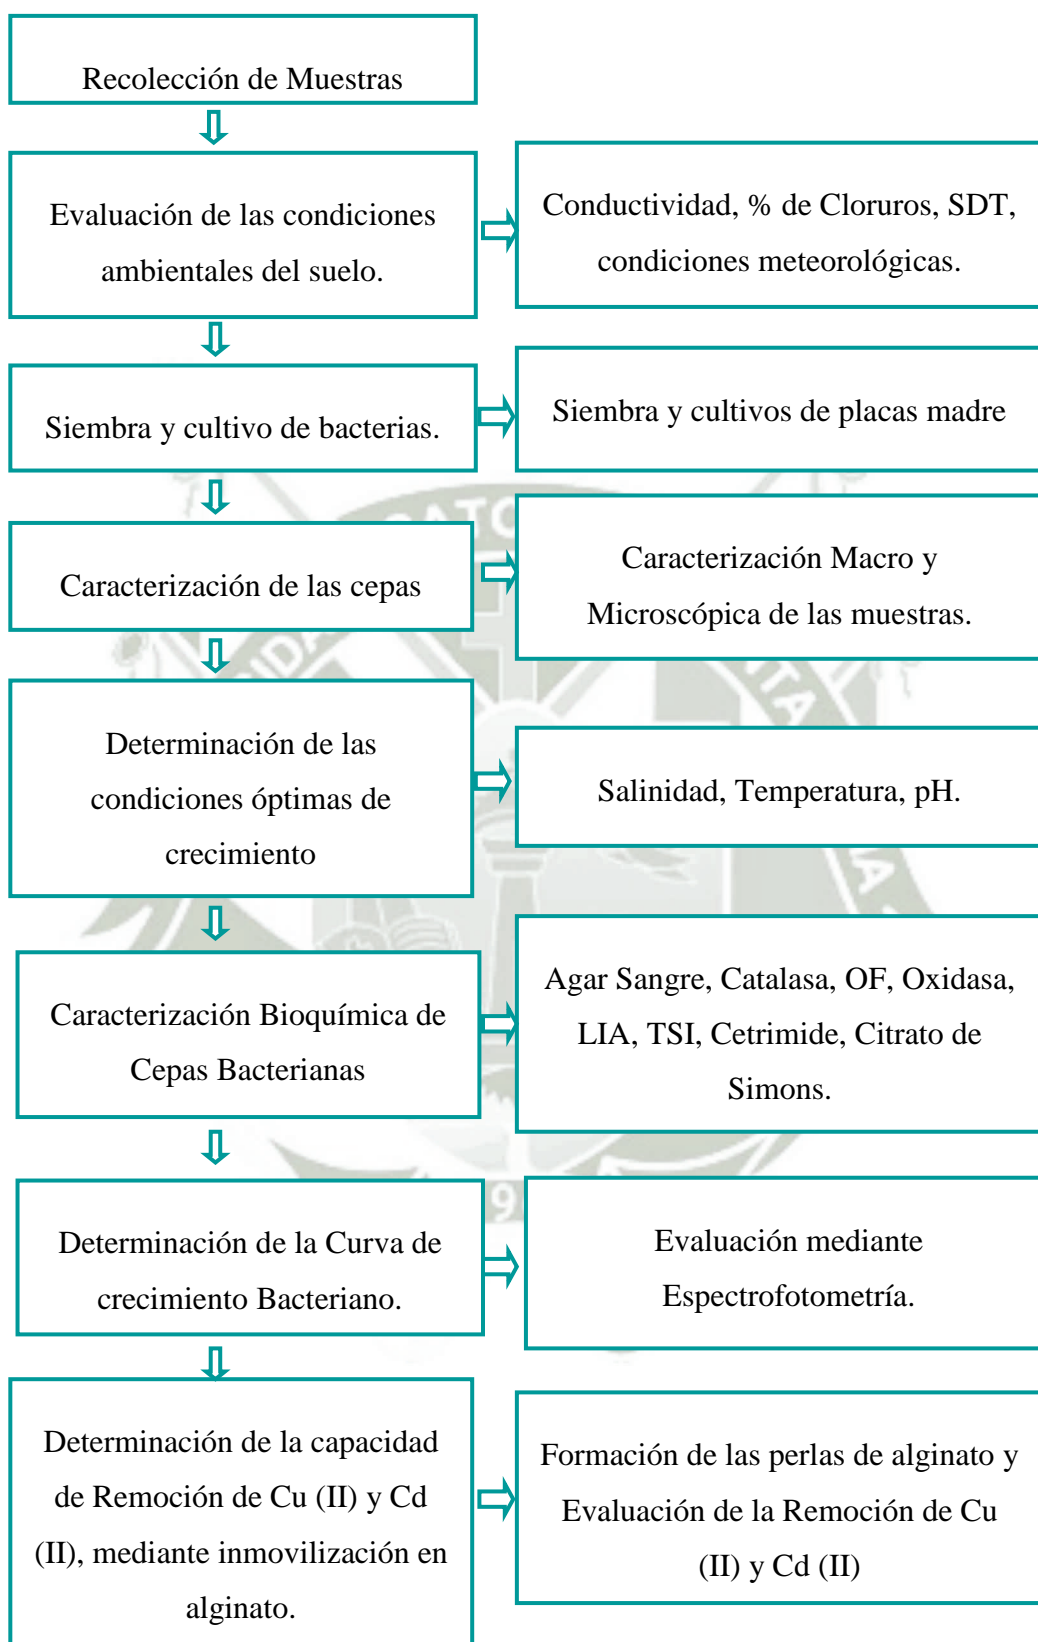 Recolección de Muestras
Evaluación de las condiciones
ambientales del suelo.
Conductividad, % de Cloruros, SDT,
condiciones meteorológicas.
Siembra y cultivo de bacterias.
Siembra y cultivos de placas madre
Caracterización de las cepas
Caracterización Macro y
Microscópica de las muestras.
Determinación de las
condiciones óptimas de
crecimiento
Salinidad, Temperatura, pH.
Caracterización Bioquímica de
Cepas Bacterianas
Agar Sangre, Catalasa, OF, Oxidasa,
LIA, TSI, Cetrimide, Citrato de
Simons.
Determinación de la Curva de
crecimiento Bacteriano.
Evaluación mediante
Espectrofotometría.
Determinación de la capacidad
de Remoción de Cu (II) y Cd
(II), mediante inmovilización en
alginato.
Formación de las perlas de alginato y
Evaluación de la Remoción de Cu
(II) y Cd (II)